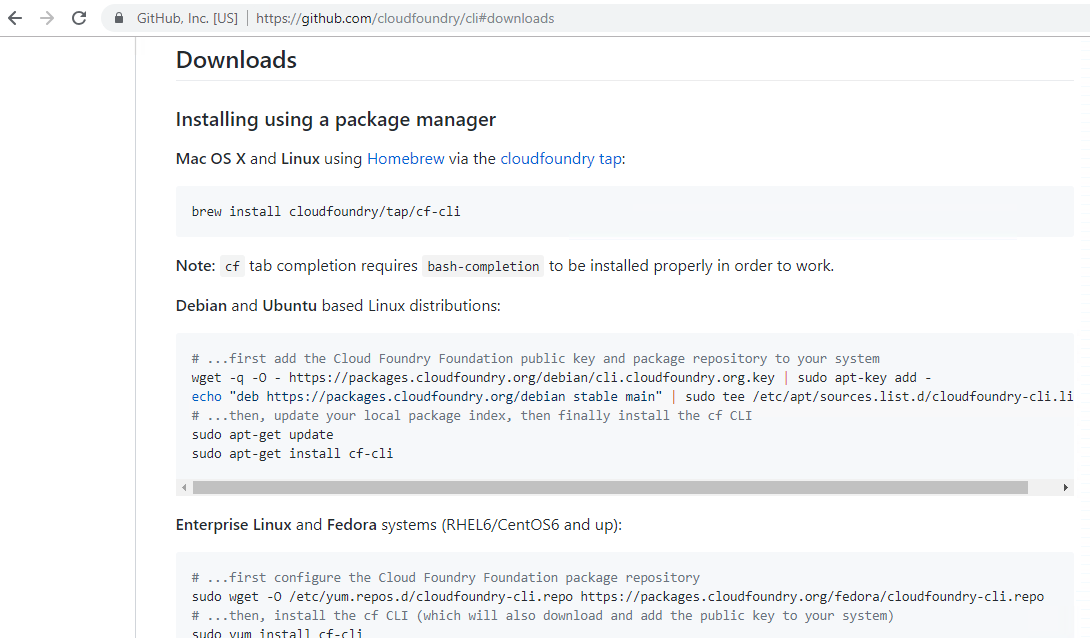 GitHub, Inc. [US] | https://github.com/cloudfoundry/cli#downloads
Downloads
Installing using a package manager
Mac OS X and Linux using Homebrew via the cloudfoundry tap:
brew install cloudfoundry/tap/cf-cli
Note: cf tab completion requires bash-completion to be installed properly in order to work.
Debian and Ubuntu based Linux distributions:
# ...first add the Cloud Foundry Foundation public key and package repository to your system
wget -q -O - https://packages.cloudfoundry.org/debian/cli.cloudfoundry.org.key | sudo apt-key add -
echo "deb https://packages.cloudfoundry.org/debian stable main" | sudo tee /etc/apt/sources.list.d/cloudfoundry-cli.li
# ...then, update your local package index, then finally install the cf CLI
sudo apt-get update
sudo apt-get install cf-cli
Enterprise Linux and Fedora systems (RHEL6/CentOS6 and up):
# ...first configure the Cloud Foundry Foundation package repository
sudo wget -O /etc/yum.repos.d/cloudfoundry-cli.repo https://packages.cloudfoundry.org/fedora/cloudfoundry-cli.repo
# ...then, install the cf CLI (which will also download and add the public key to your system)
sudo yum install cf-cli